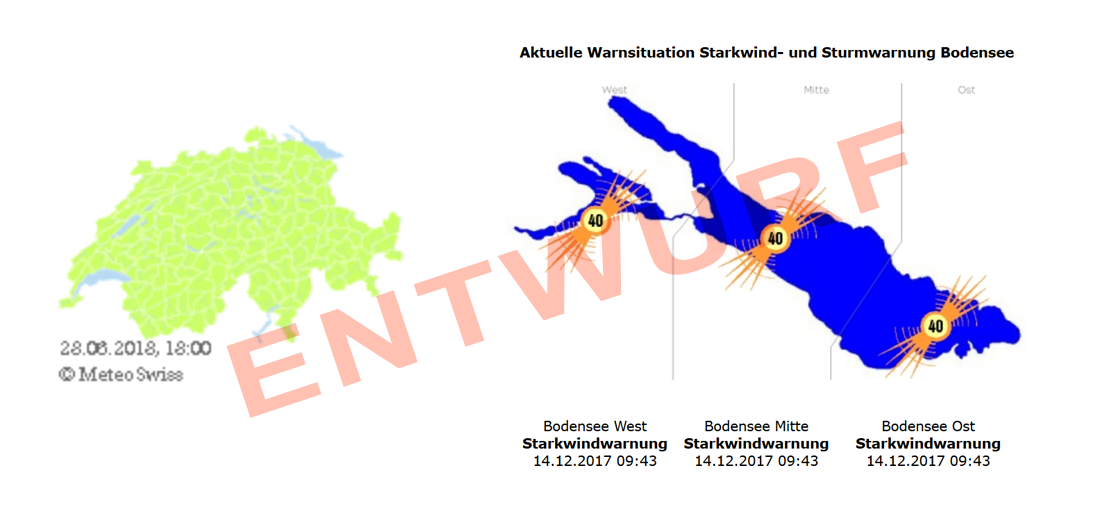 Aktuelle Warnsituation Starkwind- und Sturmwarnung Bodensee
West Mitte Ost
40
40
40
ENTWURF
28.06.2018, 18:00
© MeteoSwiss
Bodensee West Bodensee Mitte Bodensee Ost
Starkwindwarnung Starkwindwarnung Starkwindwarnung
14.12.2017 09:43 14.12.2017 09:43 14.12.2017 09:43